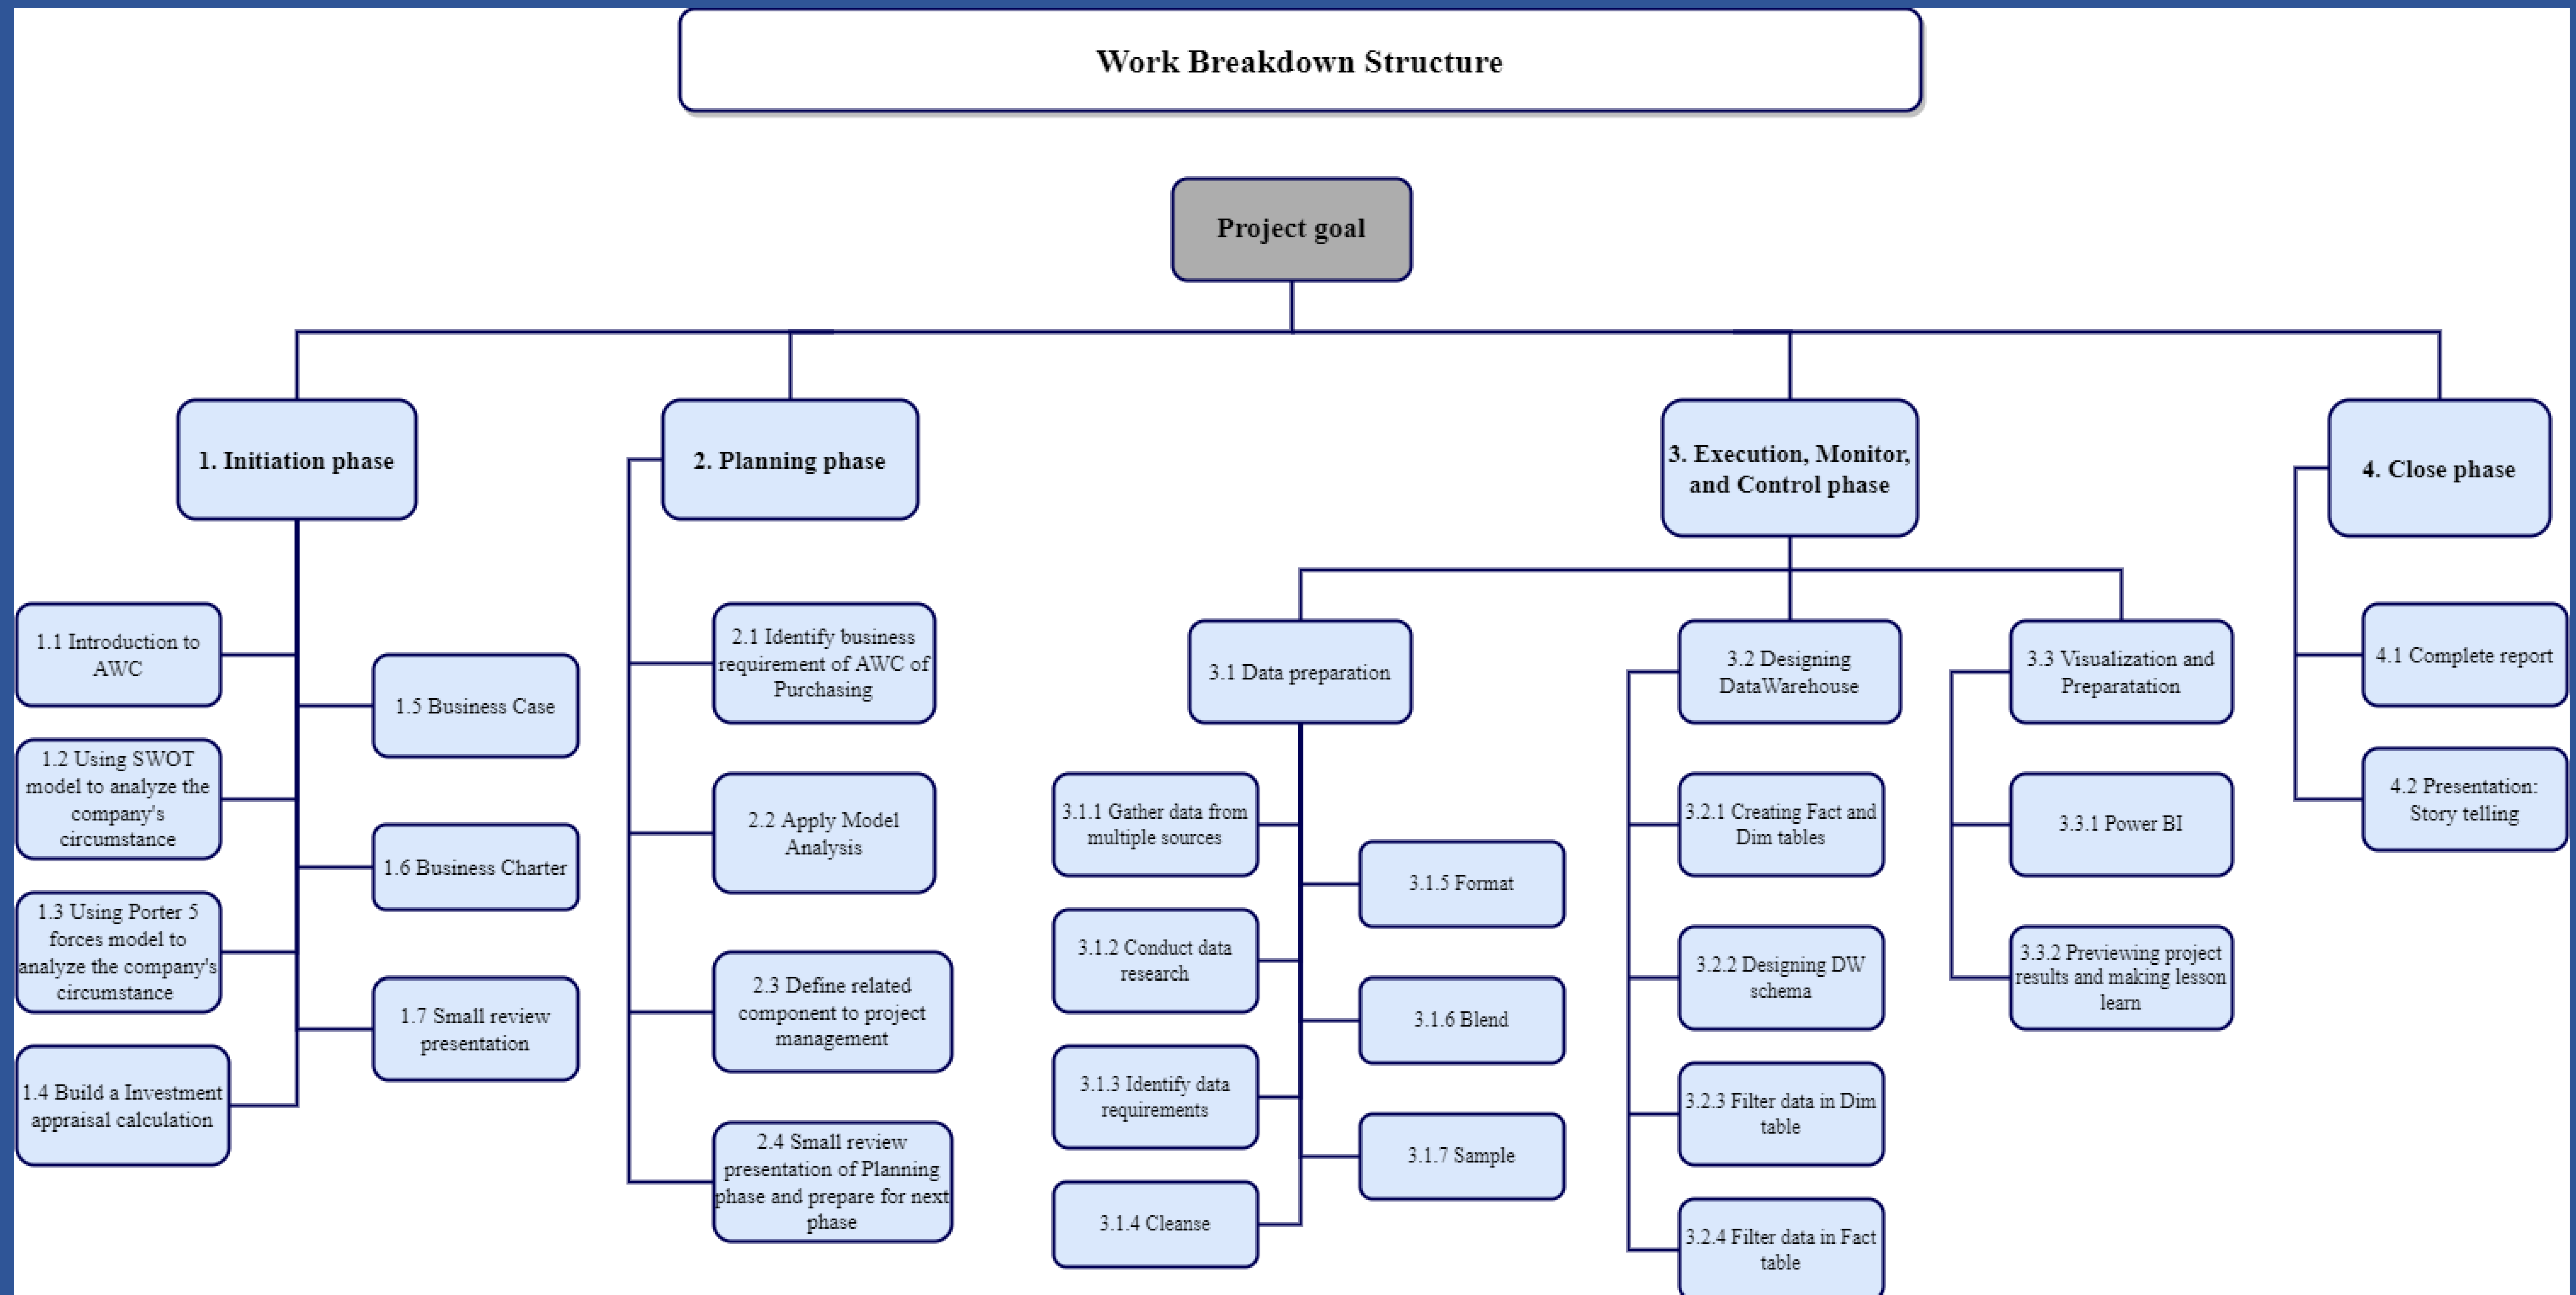 Work Breakdown Structure
Project goal
1. Initiation phase
1.1 Introduction to
AWC
1.2 Using SWOT
model to analyze the
company's
circumstance
1.3 Using Porter 5
forces model to
analyze the company's
circumstance
1.4 Build a Investment
appraisal calculation
1.5 Business Case
1.6 Business Charter
1.7 Small review
presentation
2. Planning phase
2.1 Identify business
requirement of AWC of
Purchasing
2.2 Apply Model
Analysis
2.3 Define related
component to project
management
2.4 Small review
presentation of Planning
phase and prepare for next
phase
3. Execution, Monitor,
and Control phase
3.1 Data preparation
3.1.1 Gather data from
multiple sources
3.1.2 Conduct data
research
3.1.3 Identify data
requirements
3.1.4 Cleanse
3.1.5 Format
3.1.6 Blend
3.1.7 Sample
3.2 Designing
DataWarehouse
3.2.1 Creating Fact and
Dim tables
3.2.2 Designing DW
schema
3.2.3 Filter data in Dim
table
3.2.4 Filter data in Fact
table
3.3 Visualization and
Preparatation
3.3.1 Power BI
3.3.2 Previewing project
results and making lesson
learn
4. Close phase
4.1 Complete report
4.2 Presentation:
Story telling